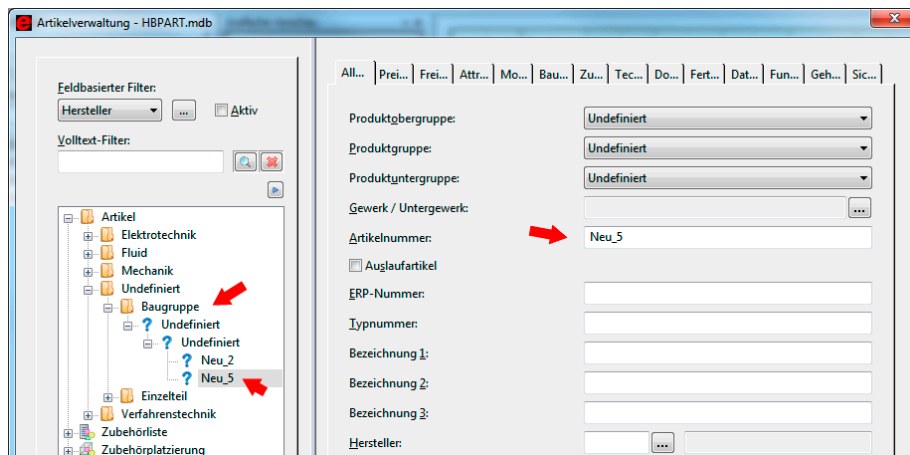 Artikelverwaltung - HBPART.mdb
Feldbasierter Filter:
Hersteller ... Aktiv
Volltext-Filter:
Artikel
Elektrotechnik
Fluid
Mechanik
Undefiniert
Baugruppe
? Undefiniert
? Undefiniert
? Neu_2
? Neu_5
Einzelteil
Verfahrenstechnik
Zubehörliste
Zubehörplatzierung
All... Prei... Frei... Attr... Mo... Bau... Zu... Tec... Do... Fert... Dat... Fun... Geh... Sic...
Produktobergruppe: Undefiniert
Produktgruppe: Undefiniert
Produktuntergruppe: Undefiniert
Gewerk / Untergewerk: ...
Artikelnummer: Neu_5
Auslaufartikel
ERP-Nummer:
Typnummer:
Bezeichnung 1:
Bezeichnung 2:
Bezeichnung 3:
Hersteller: ...